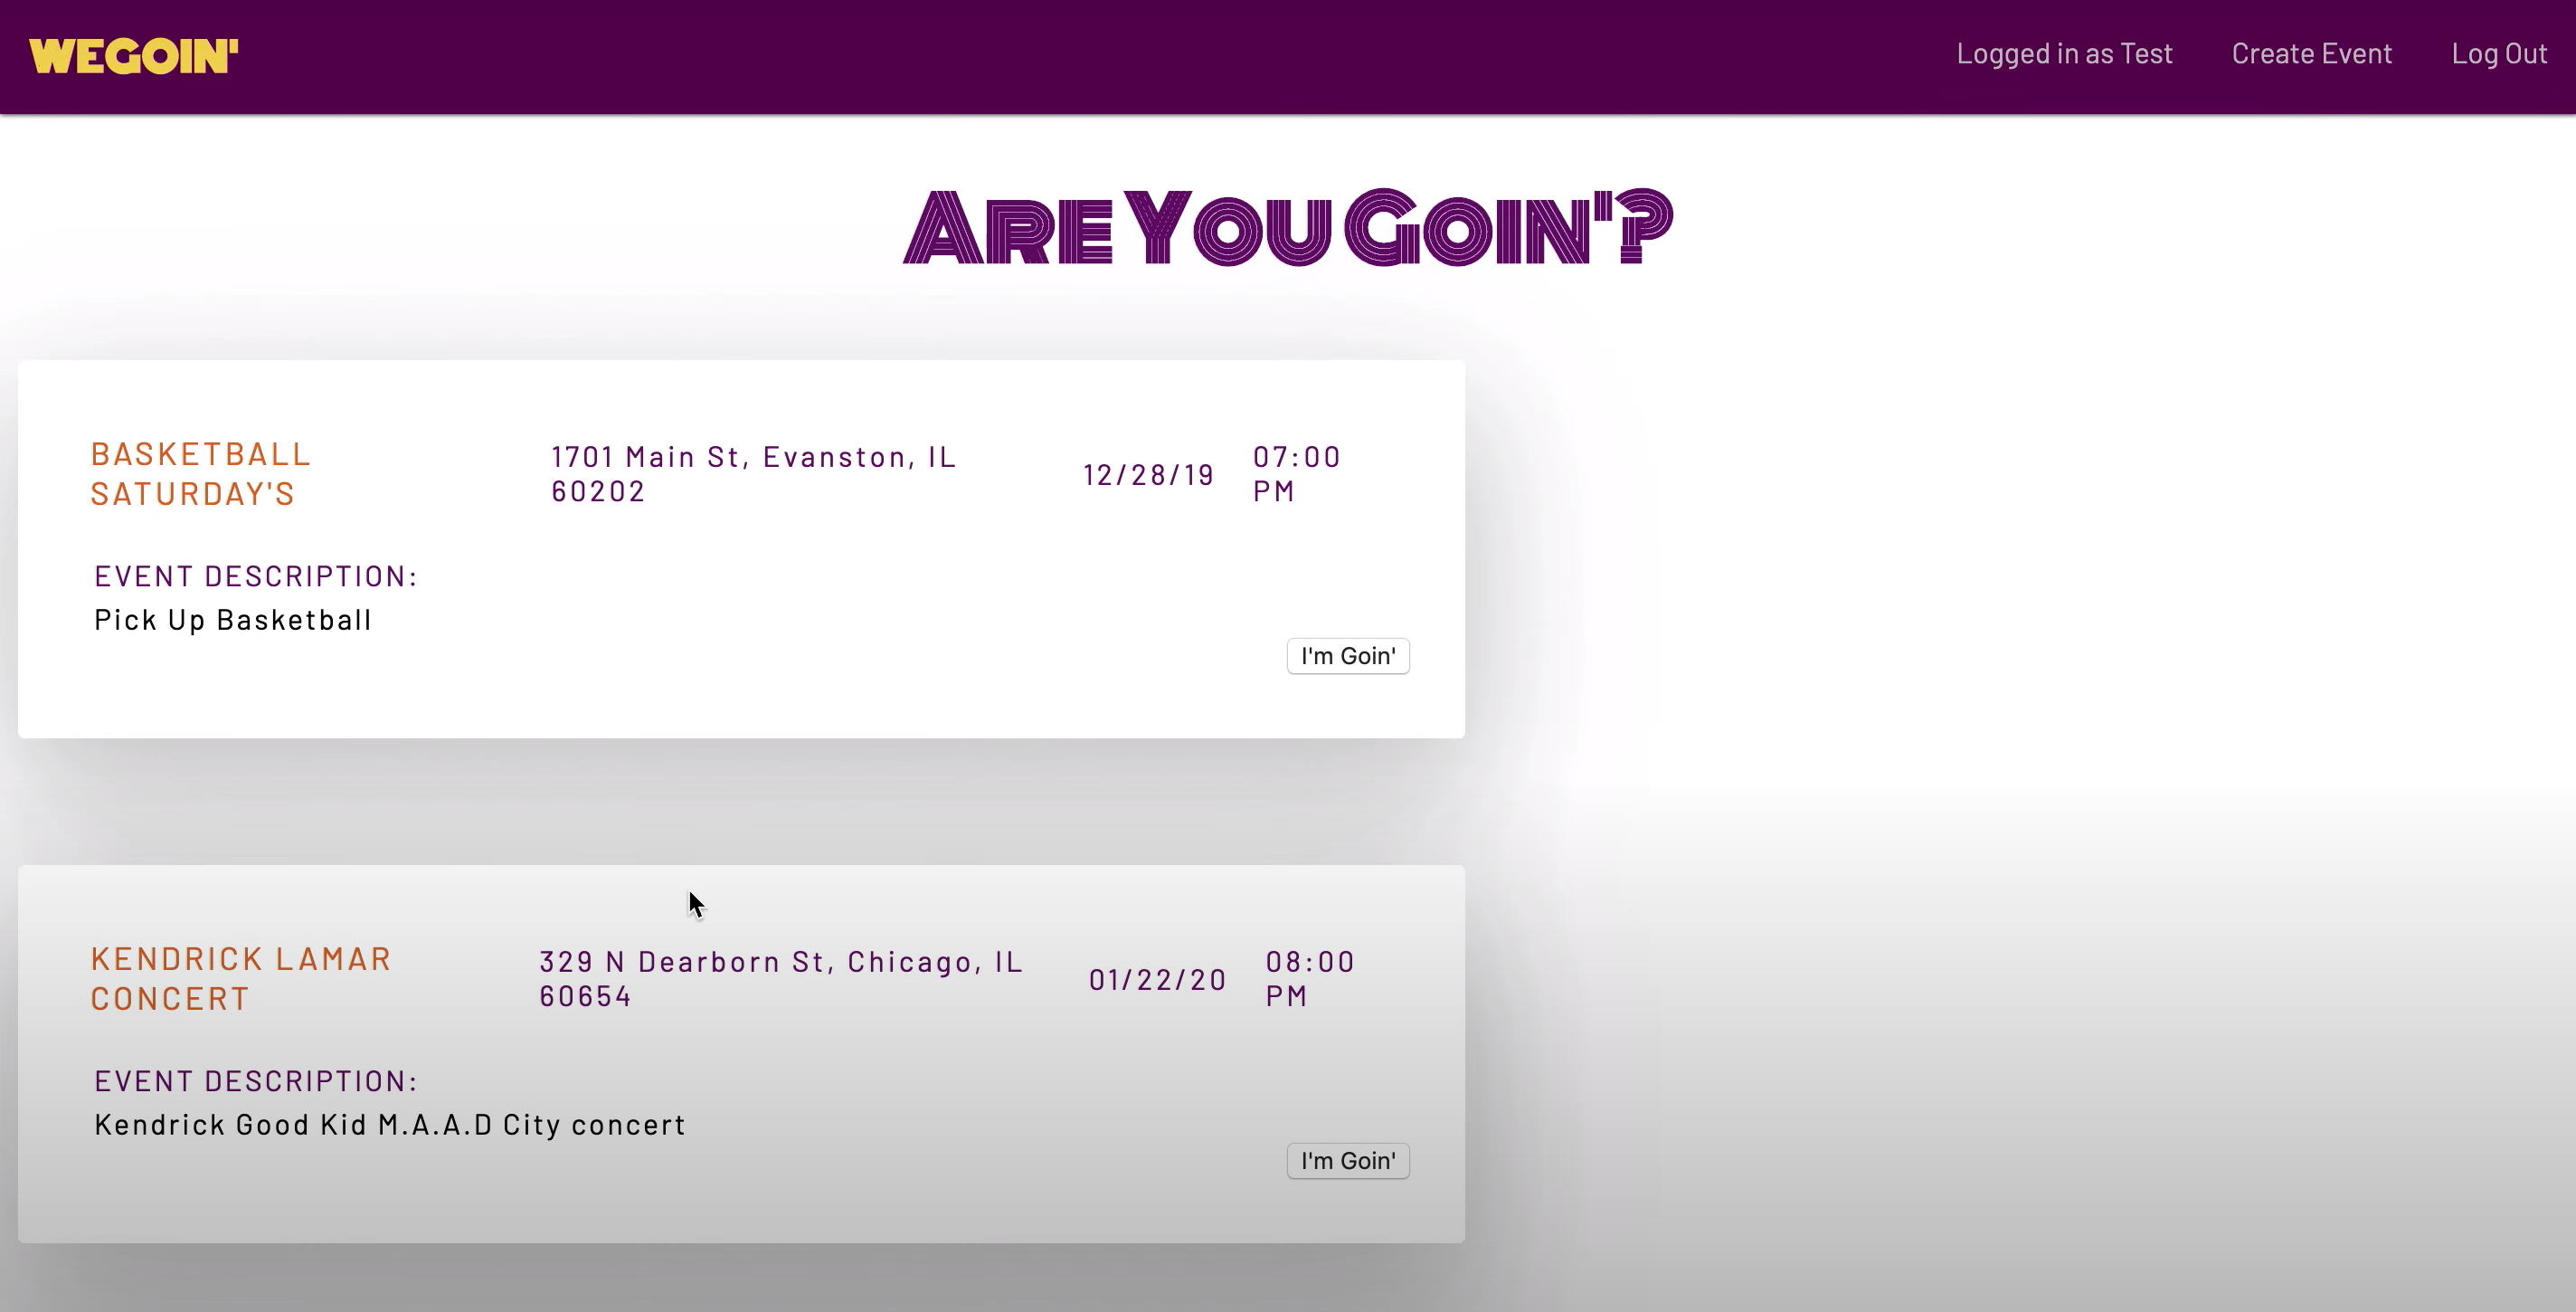 WEGOIN'
Logged in as Test
Create Event
Log Out
ARE YOU GOIN'?
BASKETBALL
SATURDAY'S
1701 Main St, Evanston, IL
60202
12/28/19
07:00
PM
EVENT DESCRIPTION:
Pick Up Basketball
I'm Goin'
KENDRICK LAMAR
CONCERT
329 N Dearborn St, Chicago, IL
60654
01/22/20
08:00
PM
EVENT DESCRIPTION:
Kendrick Good Kid M.A.A.D City concert
I'm Goin'